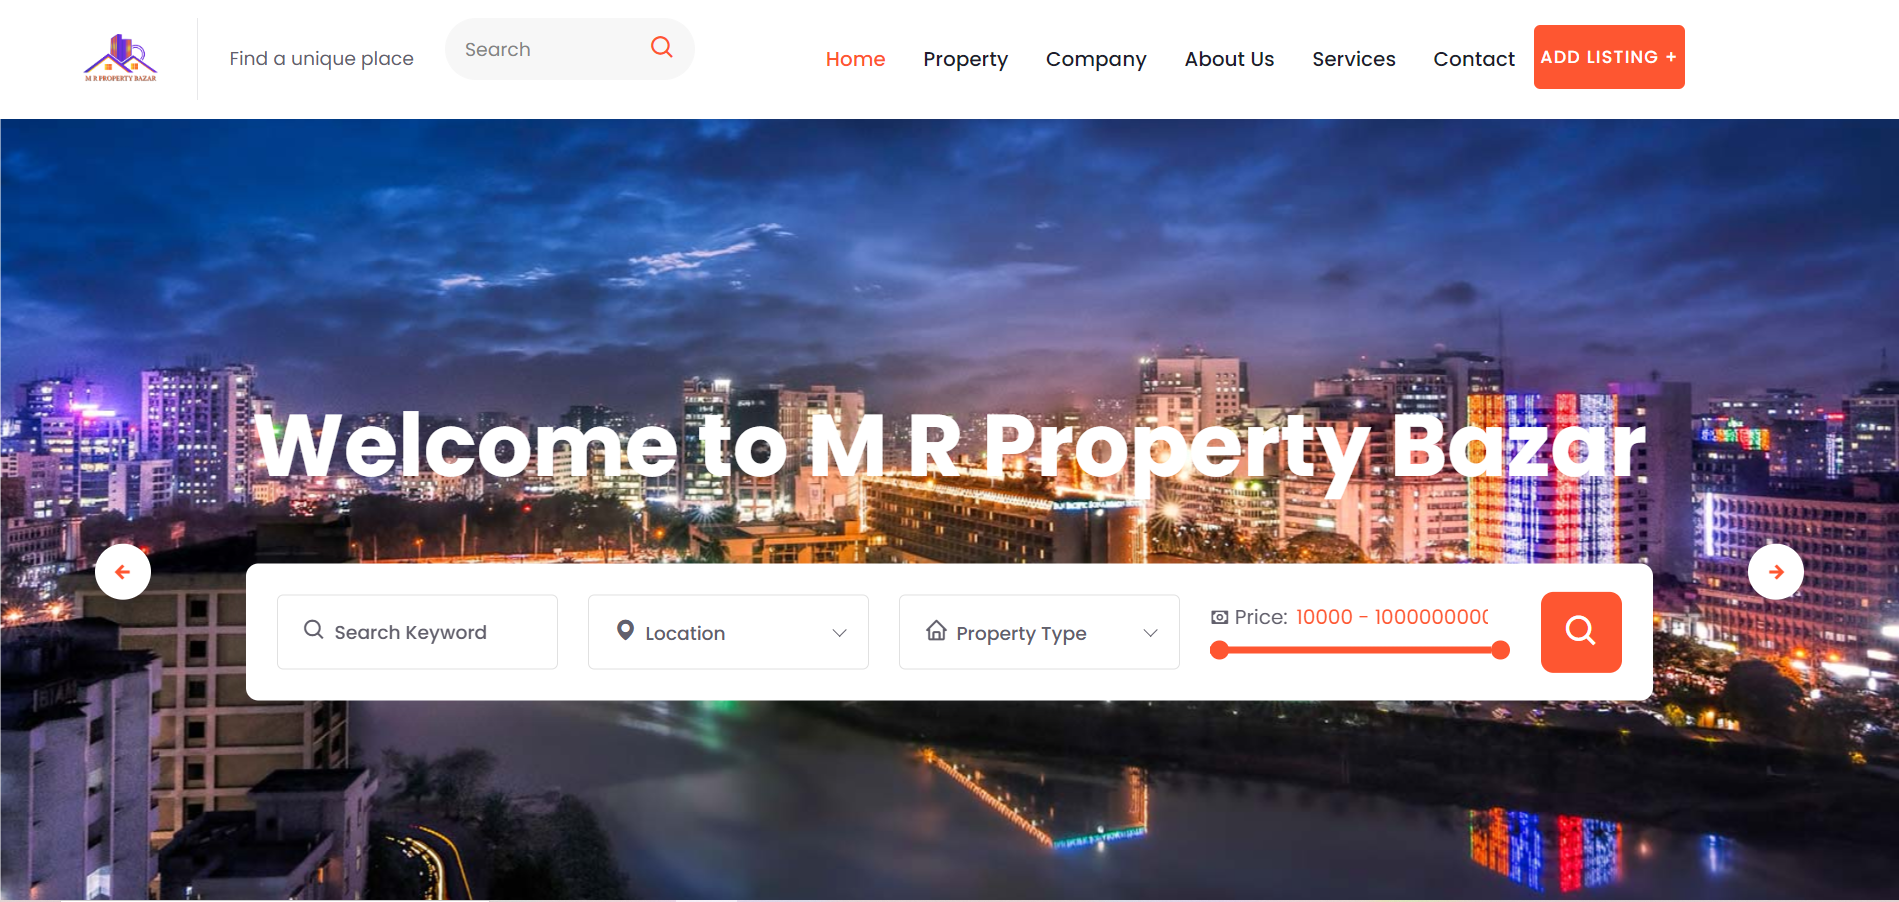 M R PROPERTY BAZAR
Find a unique place
Search
Home Property Company About Us Services Contact ADD LISTING +
Welcome to M R Property Bazar
Search Keyword
Location
Property Type
Price: 10000 - 1000000000